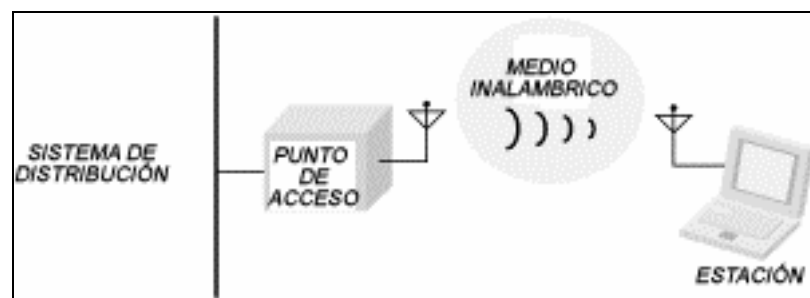 SISTEMA DE
DISTRIBUCIÓN
PUNTO
DE
ACCESO
MEDIO
INALAMBRICO
ESTACIÓN